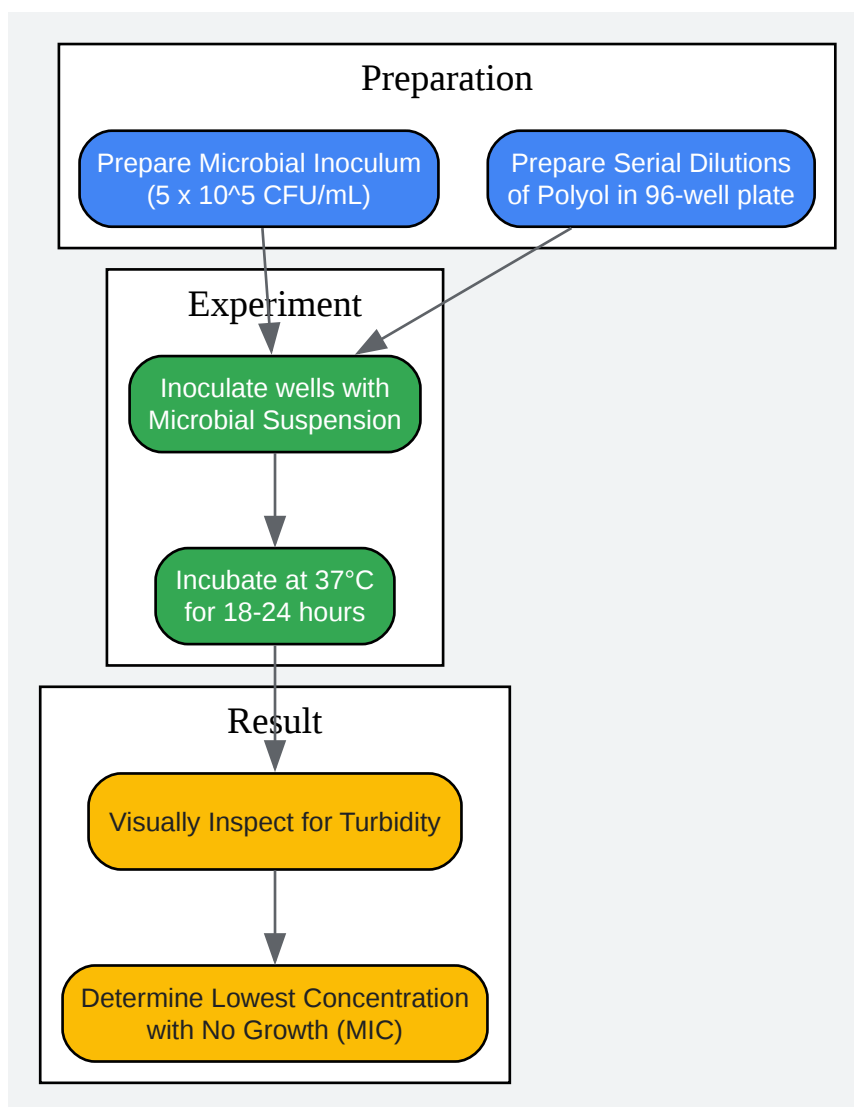 Preparation
Prepare Microbial Inoculum
(5 x 10^5 CFU/mL)
Prepare Serial Dilutions
of Polyol in 96-well plate
Experiment
Inoculate wells with
Microbial Suspension
Incubate at 37°C
for 18-24 hours
Result
Visually Inspect for Turbidity
Determine Lowest Concentration
with No Growth (MIC)